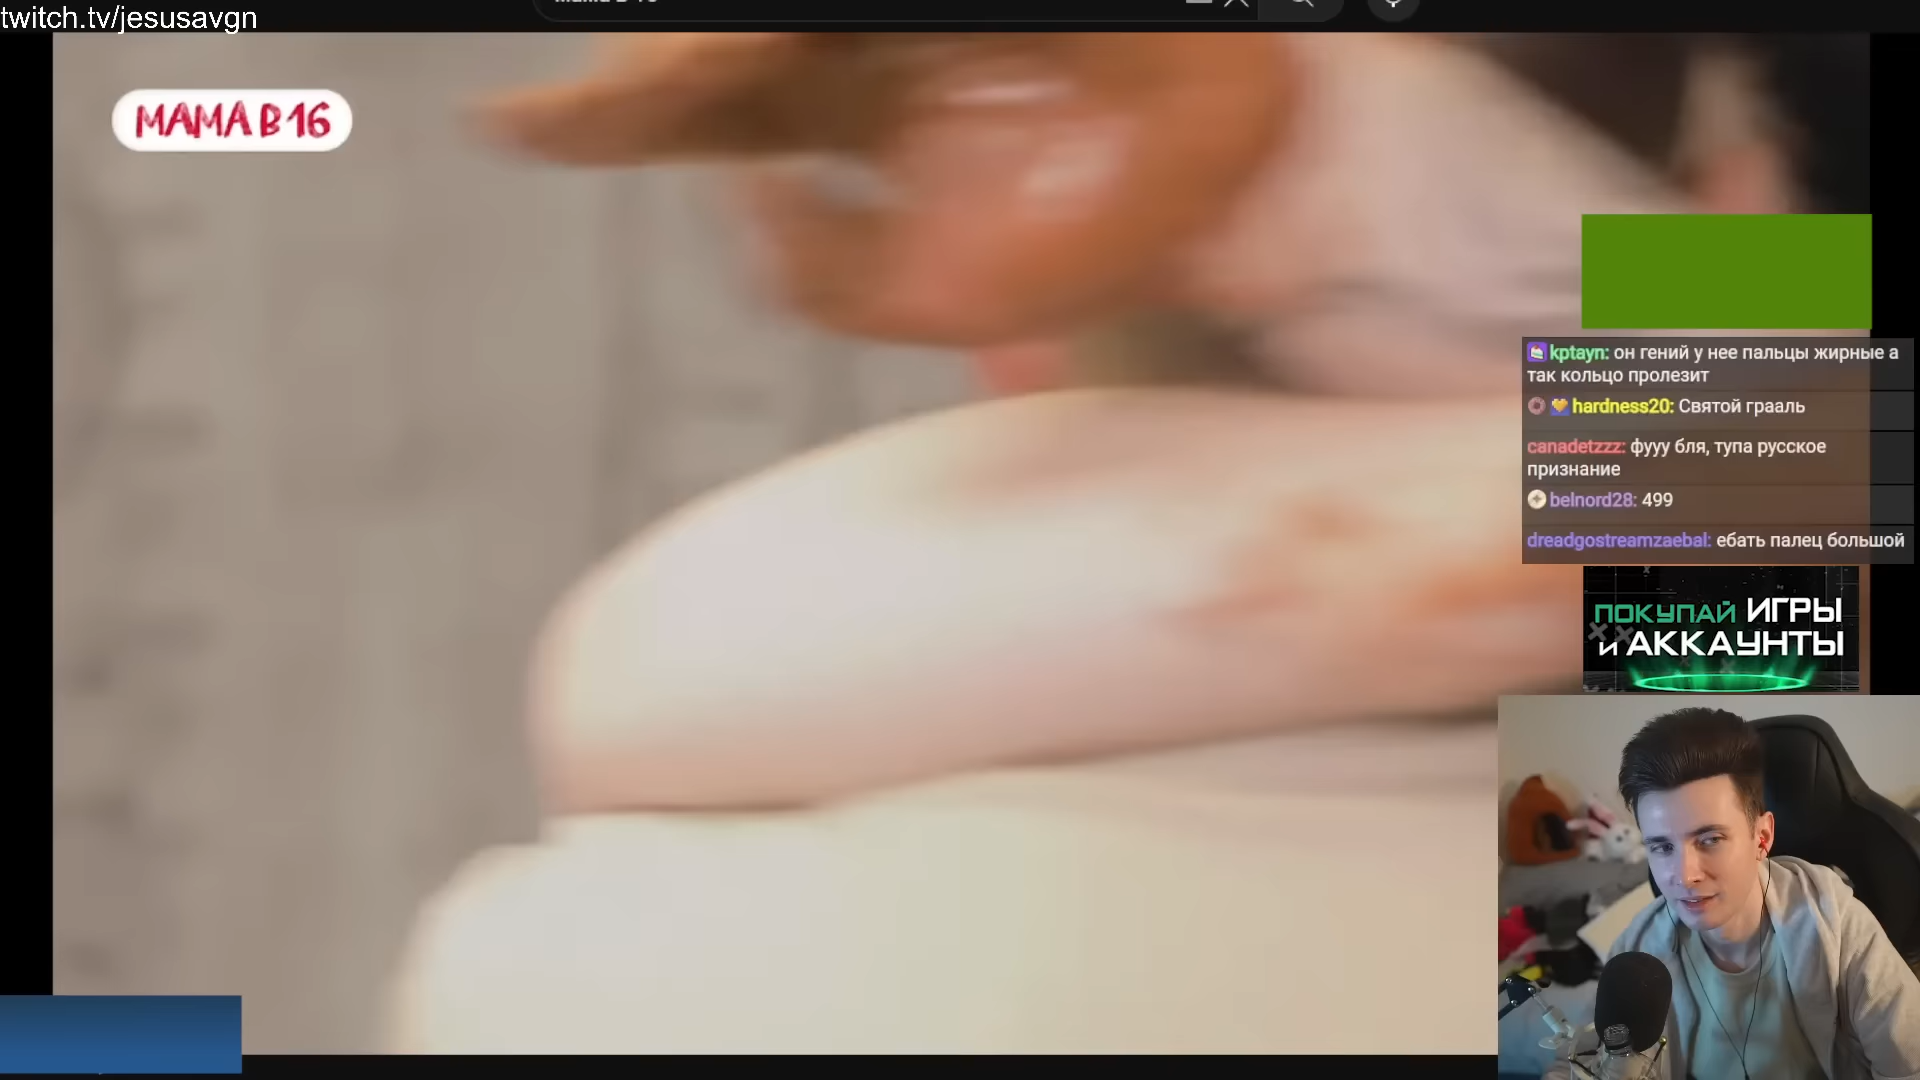 twitch.tv/jesusavgn
МАМА В 16
kptayn: он гений у нее пальцы жирные а
так кольцо пролезит
hardness20: Святой грааль
canadetzzz: фууу бля, тупа русское
признание
belnord28: 499
dreadgostreamzaebal: ебать палец большой
ПОКУПАЙ ИГРЫ
и АККАУНТЫ